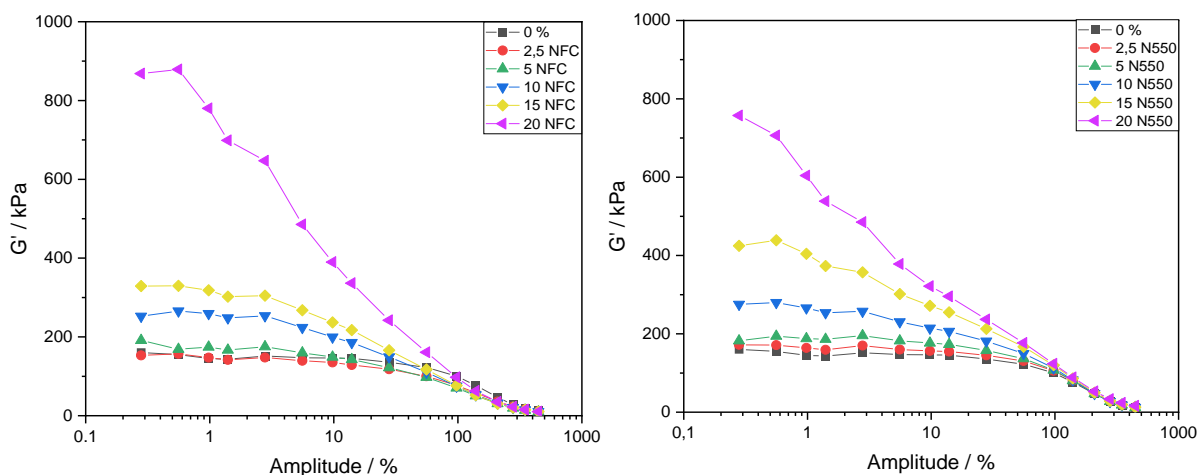 1000
800
600
400
200
0
G' / kPa
0.1
1
10
100
1000
Amplitude / %
0 %
2,5 NFC
5 NFC
10 NFC
15 NFC
20 NFC
1000
800
600
400
200
0
G' / kPa
0,1
1
10
100
1000
Amplitude / %
0 %
2,5 N550
5 N550
10 N550
15 N550
20 N550